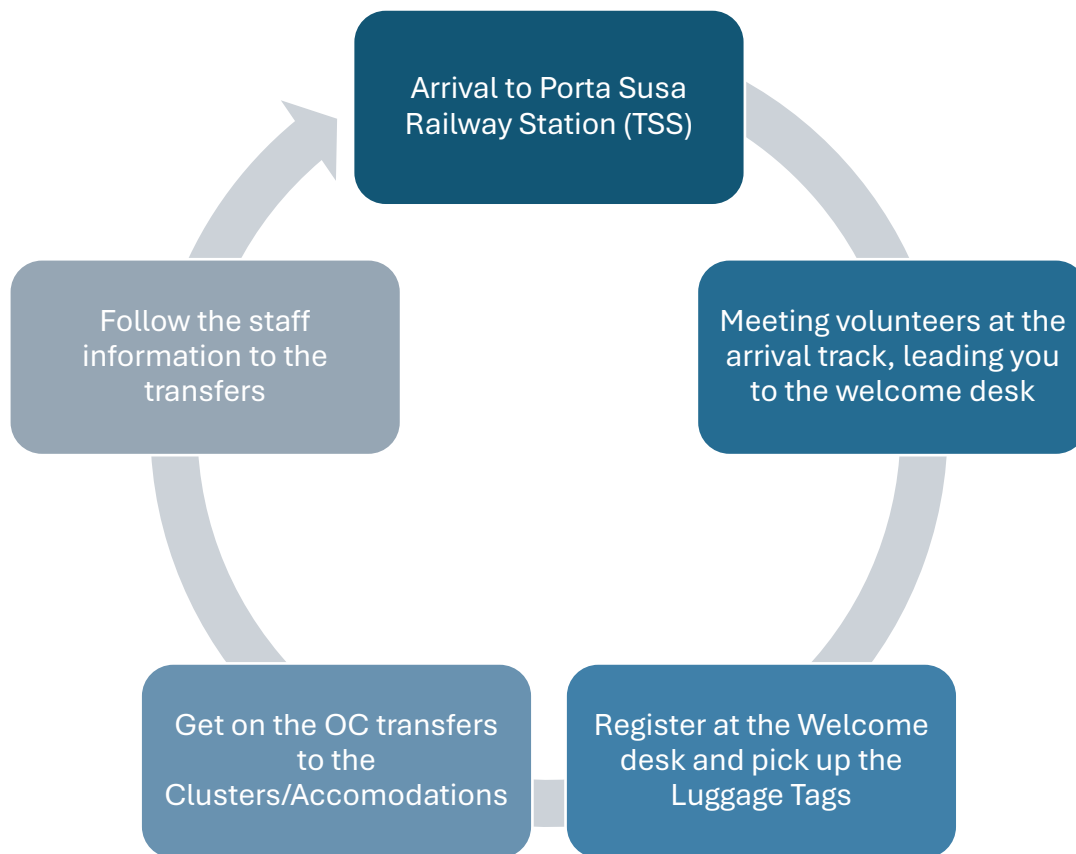 Arrival to Porta Susa
Railway Station (TSS)
Meeting volunteers at the
arrival track, leading you
to the welcome desk
Register at the Welcome
desk and pick up the
Luggage Tags
Get on the OC transfers
to the
Clusters/Accomodations
Follow the staff
information to the
transfers